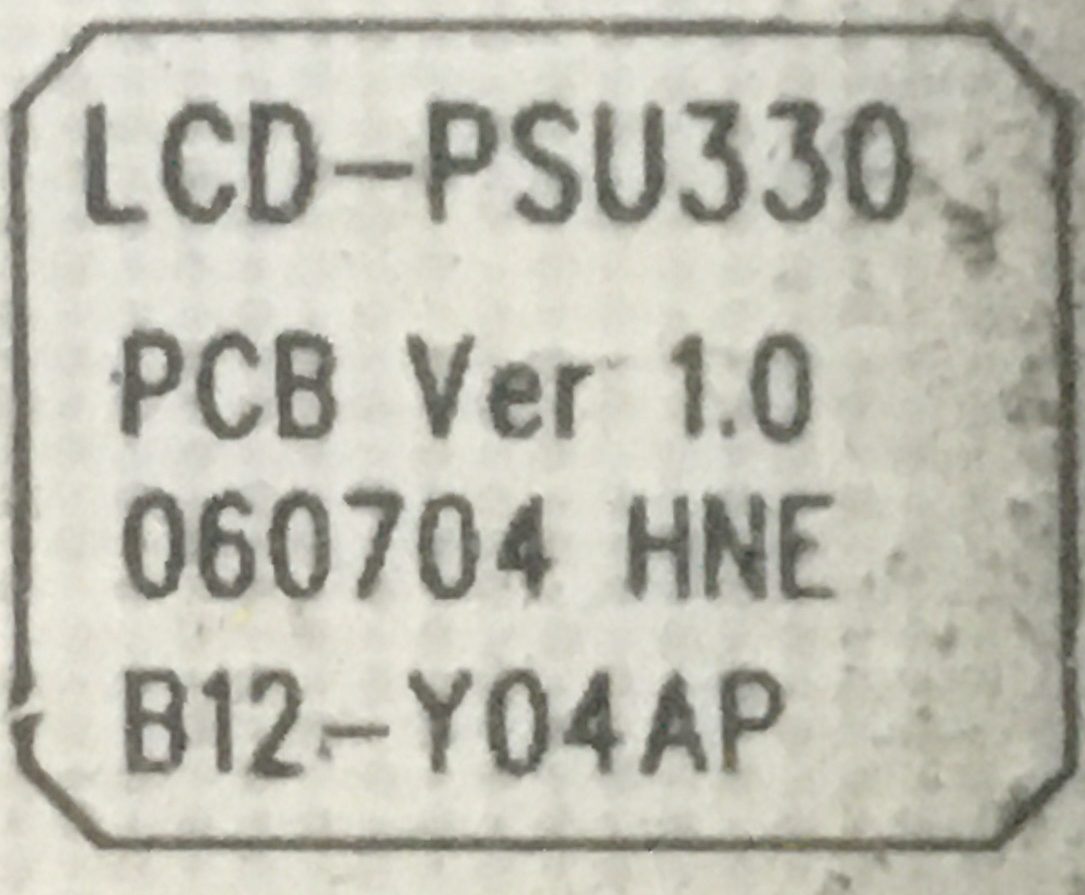 LCD-PSU330
PCB Ver 1.0
060704 HNE
B12-Y04AP